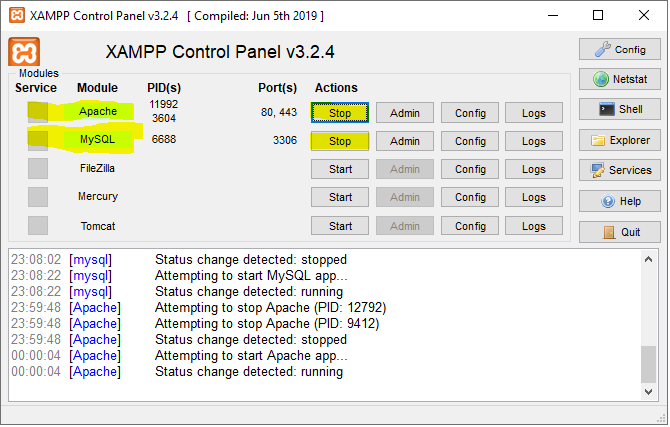 XAMPP Control Panel v3.2.4 [ Compiled: Jun 5th 2019 ]
XAMPP Control Panel v3.2.4
Config
Modules
Service Module PID(s) Port(s) Actions
Netstat
Apache 11992 3604 80, 443 Stop Admin Config Logs
Shell
MySQL 6688 3306 Stop Admin Config Logs
Explorer
FileZilla Start Admin Config Logs
Services
Mercury Start Admin Config Logs
Help
Tomcat Start Admin Config Logs
Quit
23:08:02 [mysql] Status change detected: stopped
23:08:22 [mysql] Attempting to start MySQL app...
23:08:22 [mysql] Status change detected: running
23:59:48 [Apache] Attempting to stop Apache (PID: 12792)
23:59:48 [Apache] Attempting to stop Apache (PID: 9412)
23:59:48 [Apache] Status change detected: stopped
00:00:04 [Apache] Attempting to start Apache app...
00:00:04 [Apache] Status change detected: running